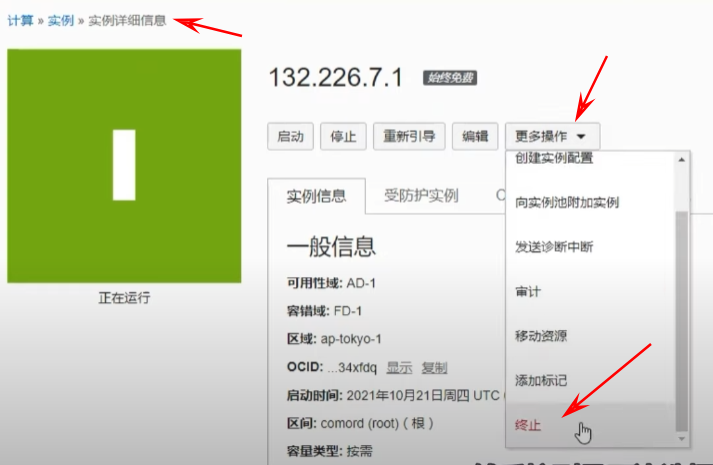 计算 » 实例 » 实例详细信息
132.226.7.1 始终免费
启动 停止 重新引导 编辑 更多操作
创建实例配置
实例信息 受防护实例
向实例池附加实例
一般信息
发送诊断中断
可用性域: AD-1
审计
正在运行
容错域: FD-1
区域: ap-tokyo-1
移动资源
OCID: ...34xfdq 显示 复制
添加标记
启动时间: 2021年10月21日周四 UTC
区间: comord (root)（根）
终止
容量类型: 按需